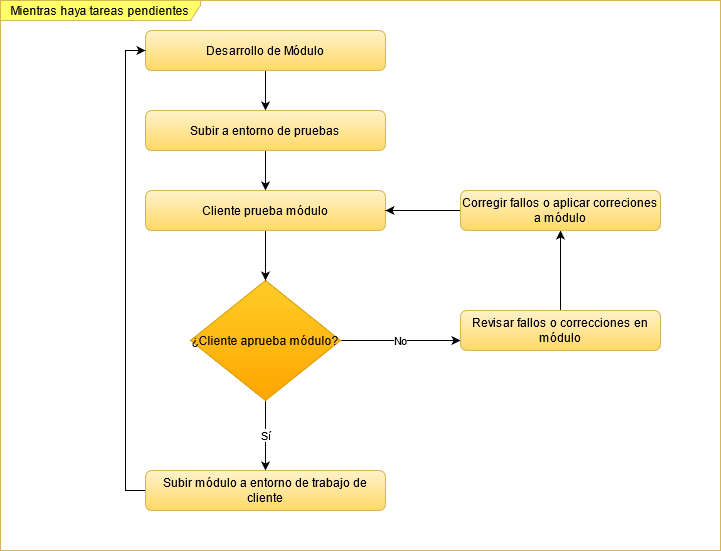 Mientras haya tareas pendientes
Desarrollo de Módulo
Subir a entorno de pruebas
Cliente prueba módulo
Corregir fallos o aplicar correciones
a módulo
Revisar fallos o correcciones en
módulo
¿Cliente aprueba módulo?
No
Sí
Subir módulo a entorno de trabajo de
cliente